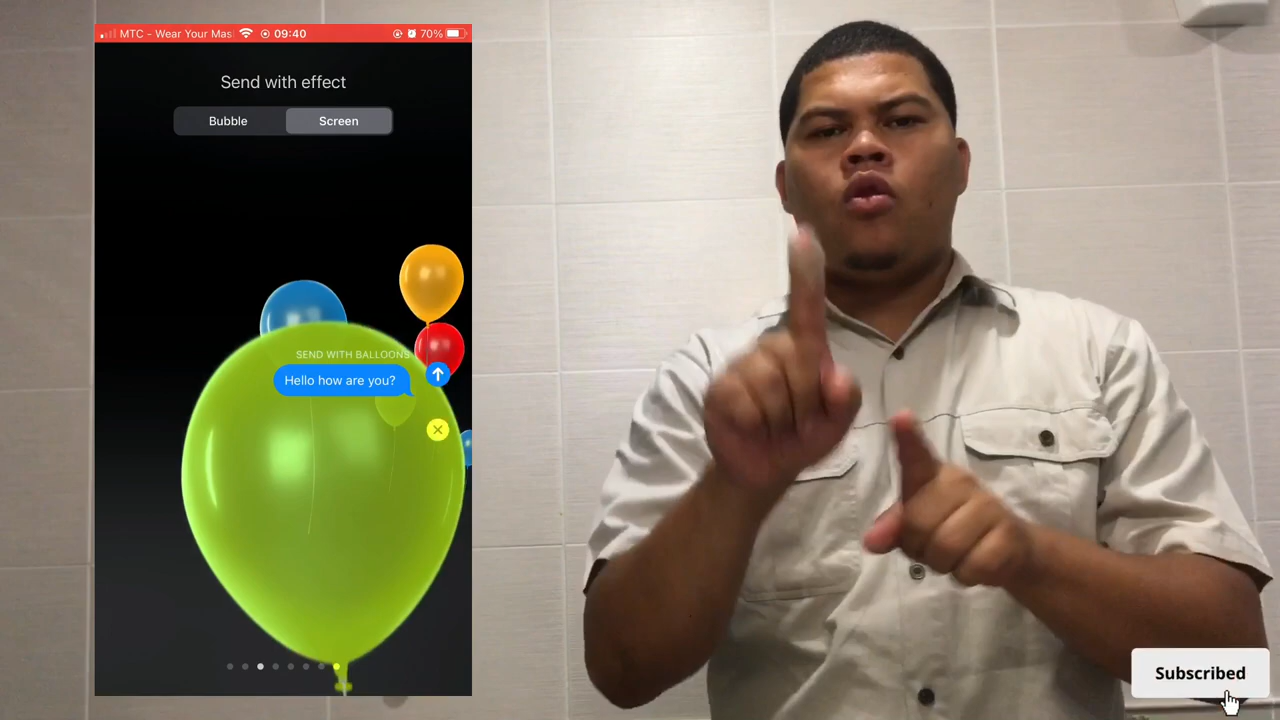 MTC - Wear Your Mas 09:40 70%
Send with effect
Bubble Screen
SEND WITH BALLOONS
Hello how are you?
Subscribed